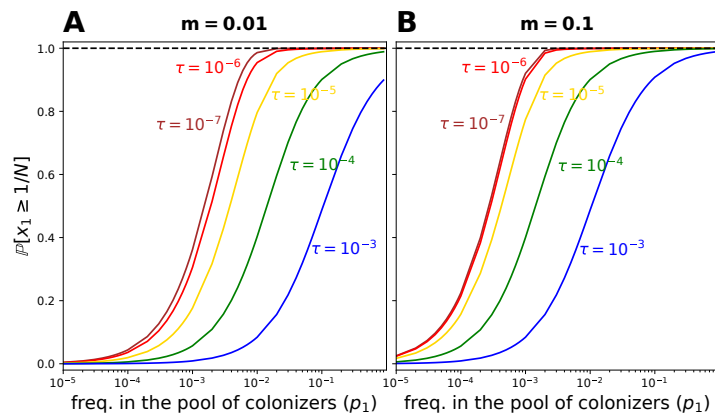 A
m = 0.01
B
m = 0.1
ℙ[x₁ ≥ 1/N]
1.0
0.8
0.6
0.4
0.2
0.0
τ = 10⁻⁶
τ = 10⁻⁵
τ = 10⁻⁷
τ = 10⁻⁴
τ = 10⁻³
10⁻⁵
10⁻⁴
10⁻³
10⁻²
10⁻¹
freq. in the pool of colonizers (p₁)
τ = 10⁻⁶
τ = 10⁻⁵
τ = 10⁻⁷
τ = 10⁻⁴
τ = 10⁻³
10⁻⁵
10⁻⁴
10⁻³
10⁻²
10⁻¹
freq. in the pool of colonizers (p₁)